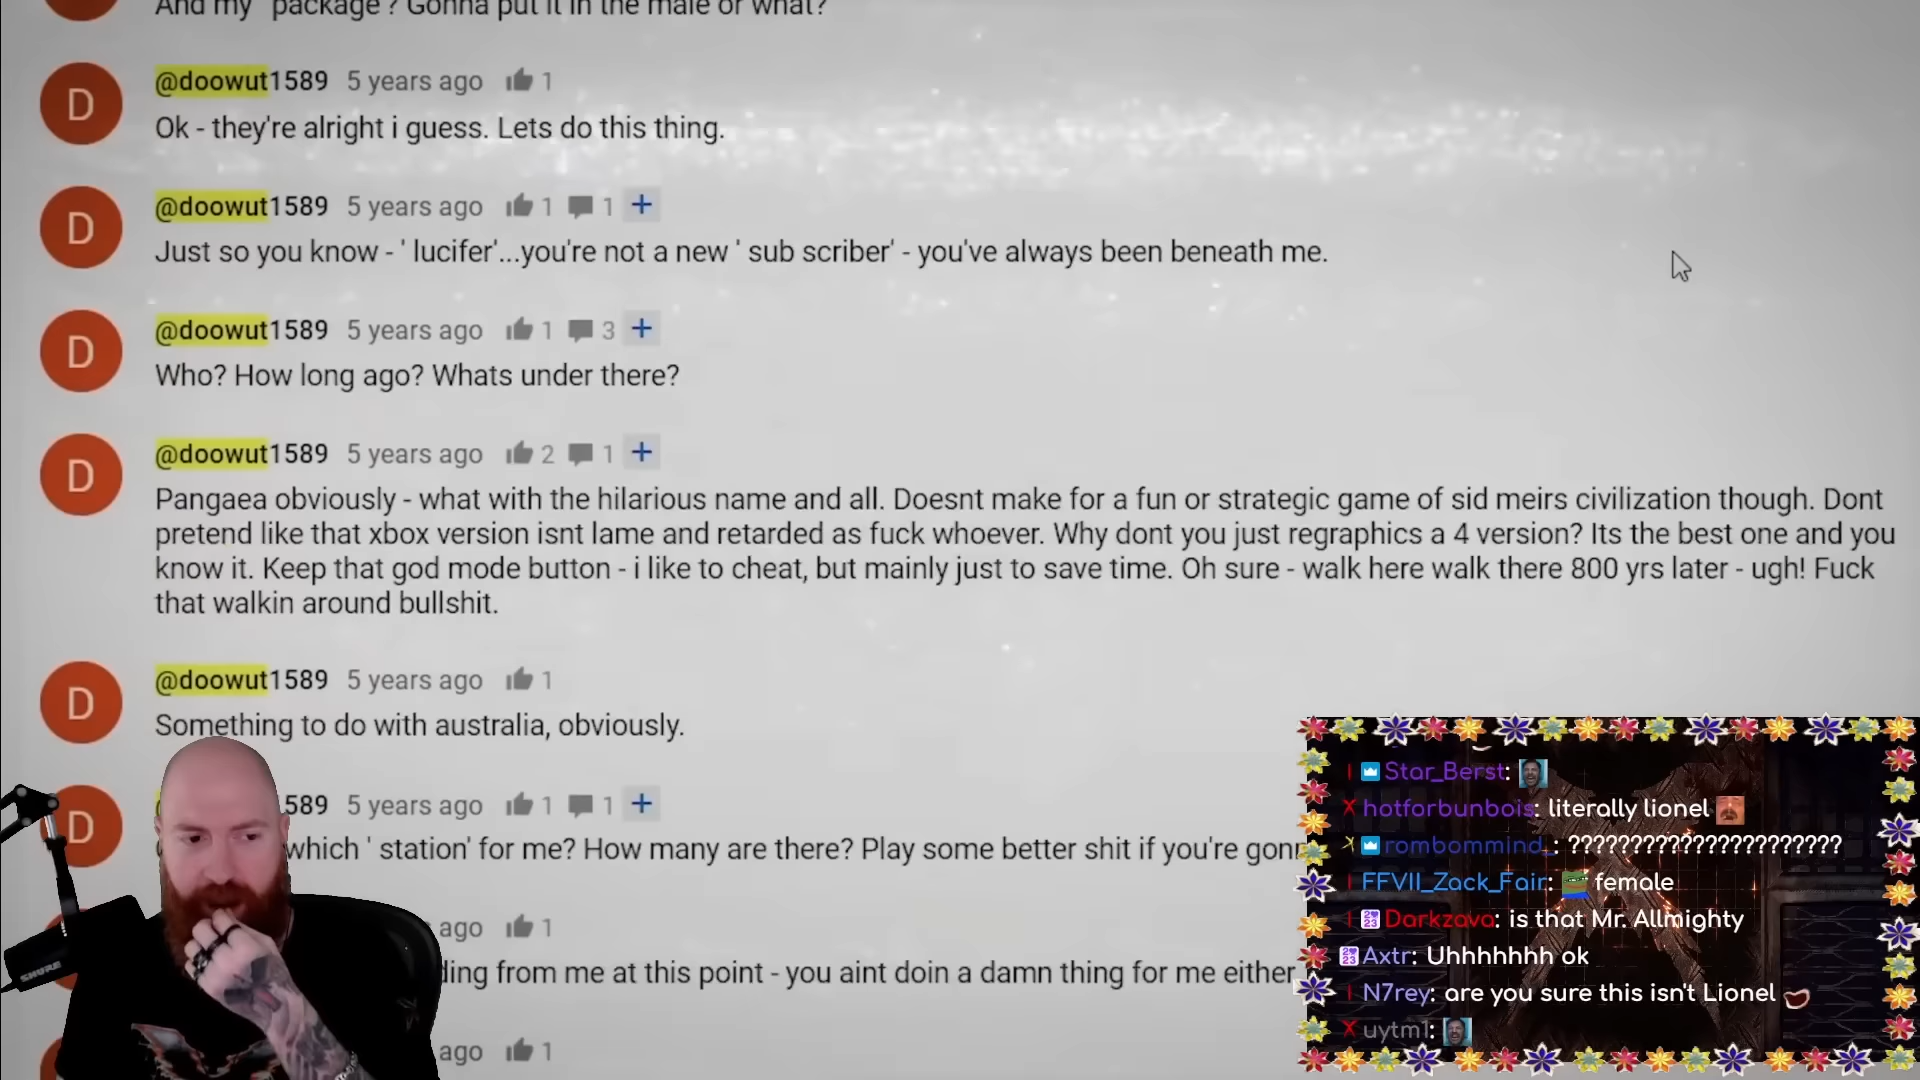 And my " package"? Gonna put it in the male or what?
D
@doowut1589 5 years ago 1
Ok - they're alright i guess. Lets do this thing.
D
@doowut1589 5 years ago 1 1 +
Just so you know - ' lucifer'...you're not a new ' sub scriber' - you've always been beneath me.
D
@doowut1589 5 years ago 1 3 +
Who? How long ago? Whats under there?
D
@doowut1589 5 years ago 2 1 +
Pangaea obviously - what with the hilarious name and all. Doesnt make for a fun or strategic game of sid meirs civilization though. Dont
pretend like that xbox version isnt lame and retarded as fuck whoever. Why dont you just regraphics a 4 version? Its the best one and you
know it. Keep that god mode button - i like to cheat, but mainly just to save time. Oh sure - walk here walk there 800 yrs later - ugh! Fuck
that walkin around bullshit.
D
@doowut1589 5 years ago 1
Something to do with australia, obviously.
D
589 5 years ago 1 1 +
which ' station' for me? How many are there? Play some better shit if you're
ago 1
from me at this point - you aint doin a damn thing for me either
ago 1
SHURE
Star_Berst:
hotforbunbois: literally lionel
rombommind_: ??????????????????????
FFVII_Zack_Fair: female
Darkzava: is that Mr. Allmighty
Axtr: Uhhhhhhh ok
N7rey: are you sure this isn't Lionel
uytm1: